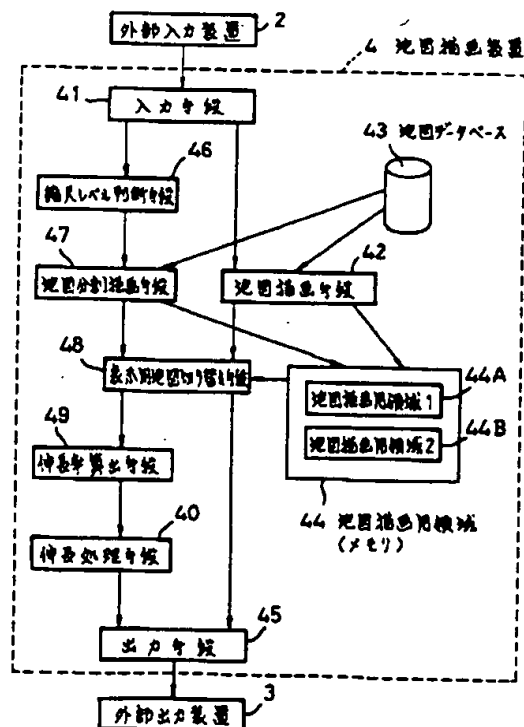 2
外部入力装置
4 地図描画装置
41
入力手段
43 地図データベース
46
縮尺レベル判断手段
47
地図分割描画手段
42
地図描画手段
48
表示用地図切り替え手段
44A
地図描画用領域1
44B
地図描画用領域2
49
伸長率算出手段
44 地図描画用領域
(メモリ)
40
伸長処理手段
45
出力手段
3
外部出力装置